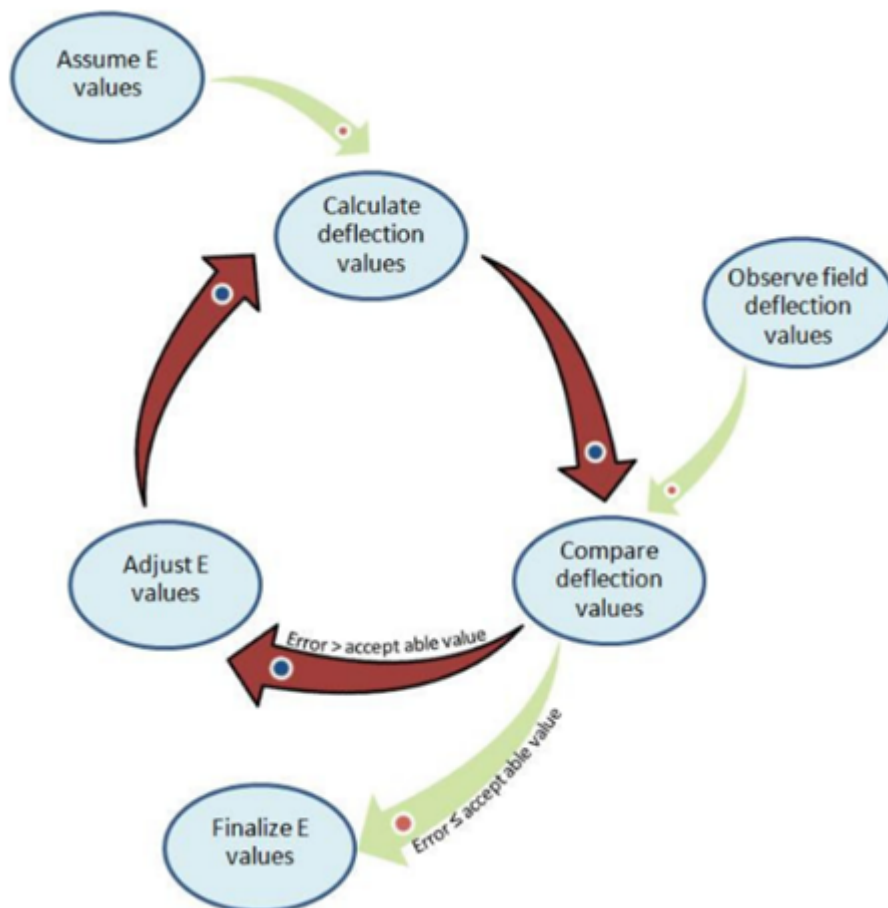 Assume E
values
Calculate
deflection
values
Observe field
deflection
values
Compare
deflection
values
Adjust E
values
Error > accept able value
Error ≤ accept able value
Finalize E
values